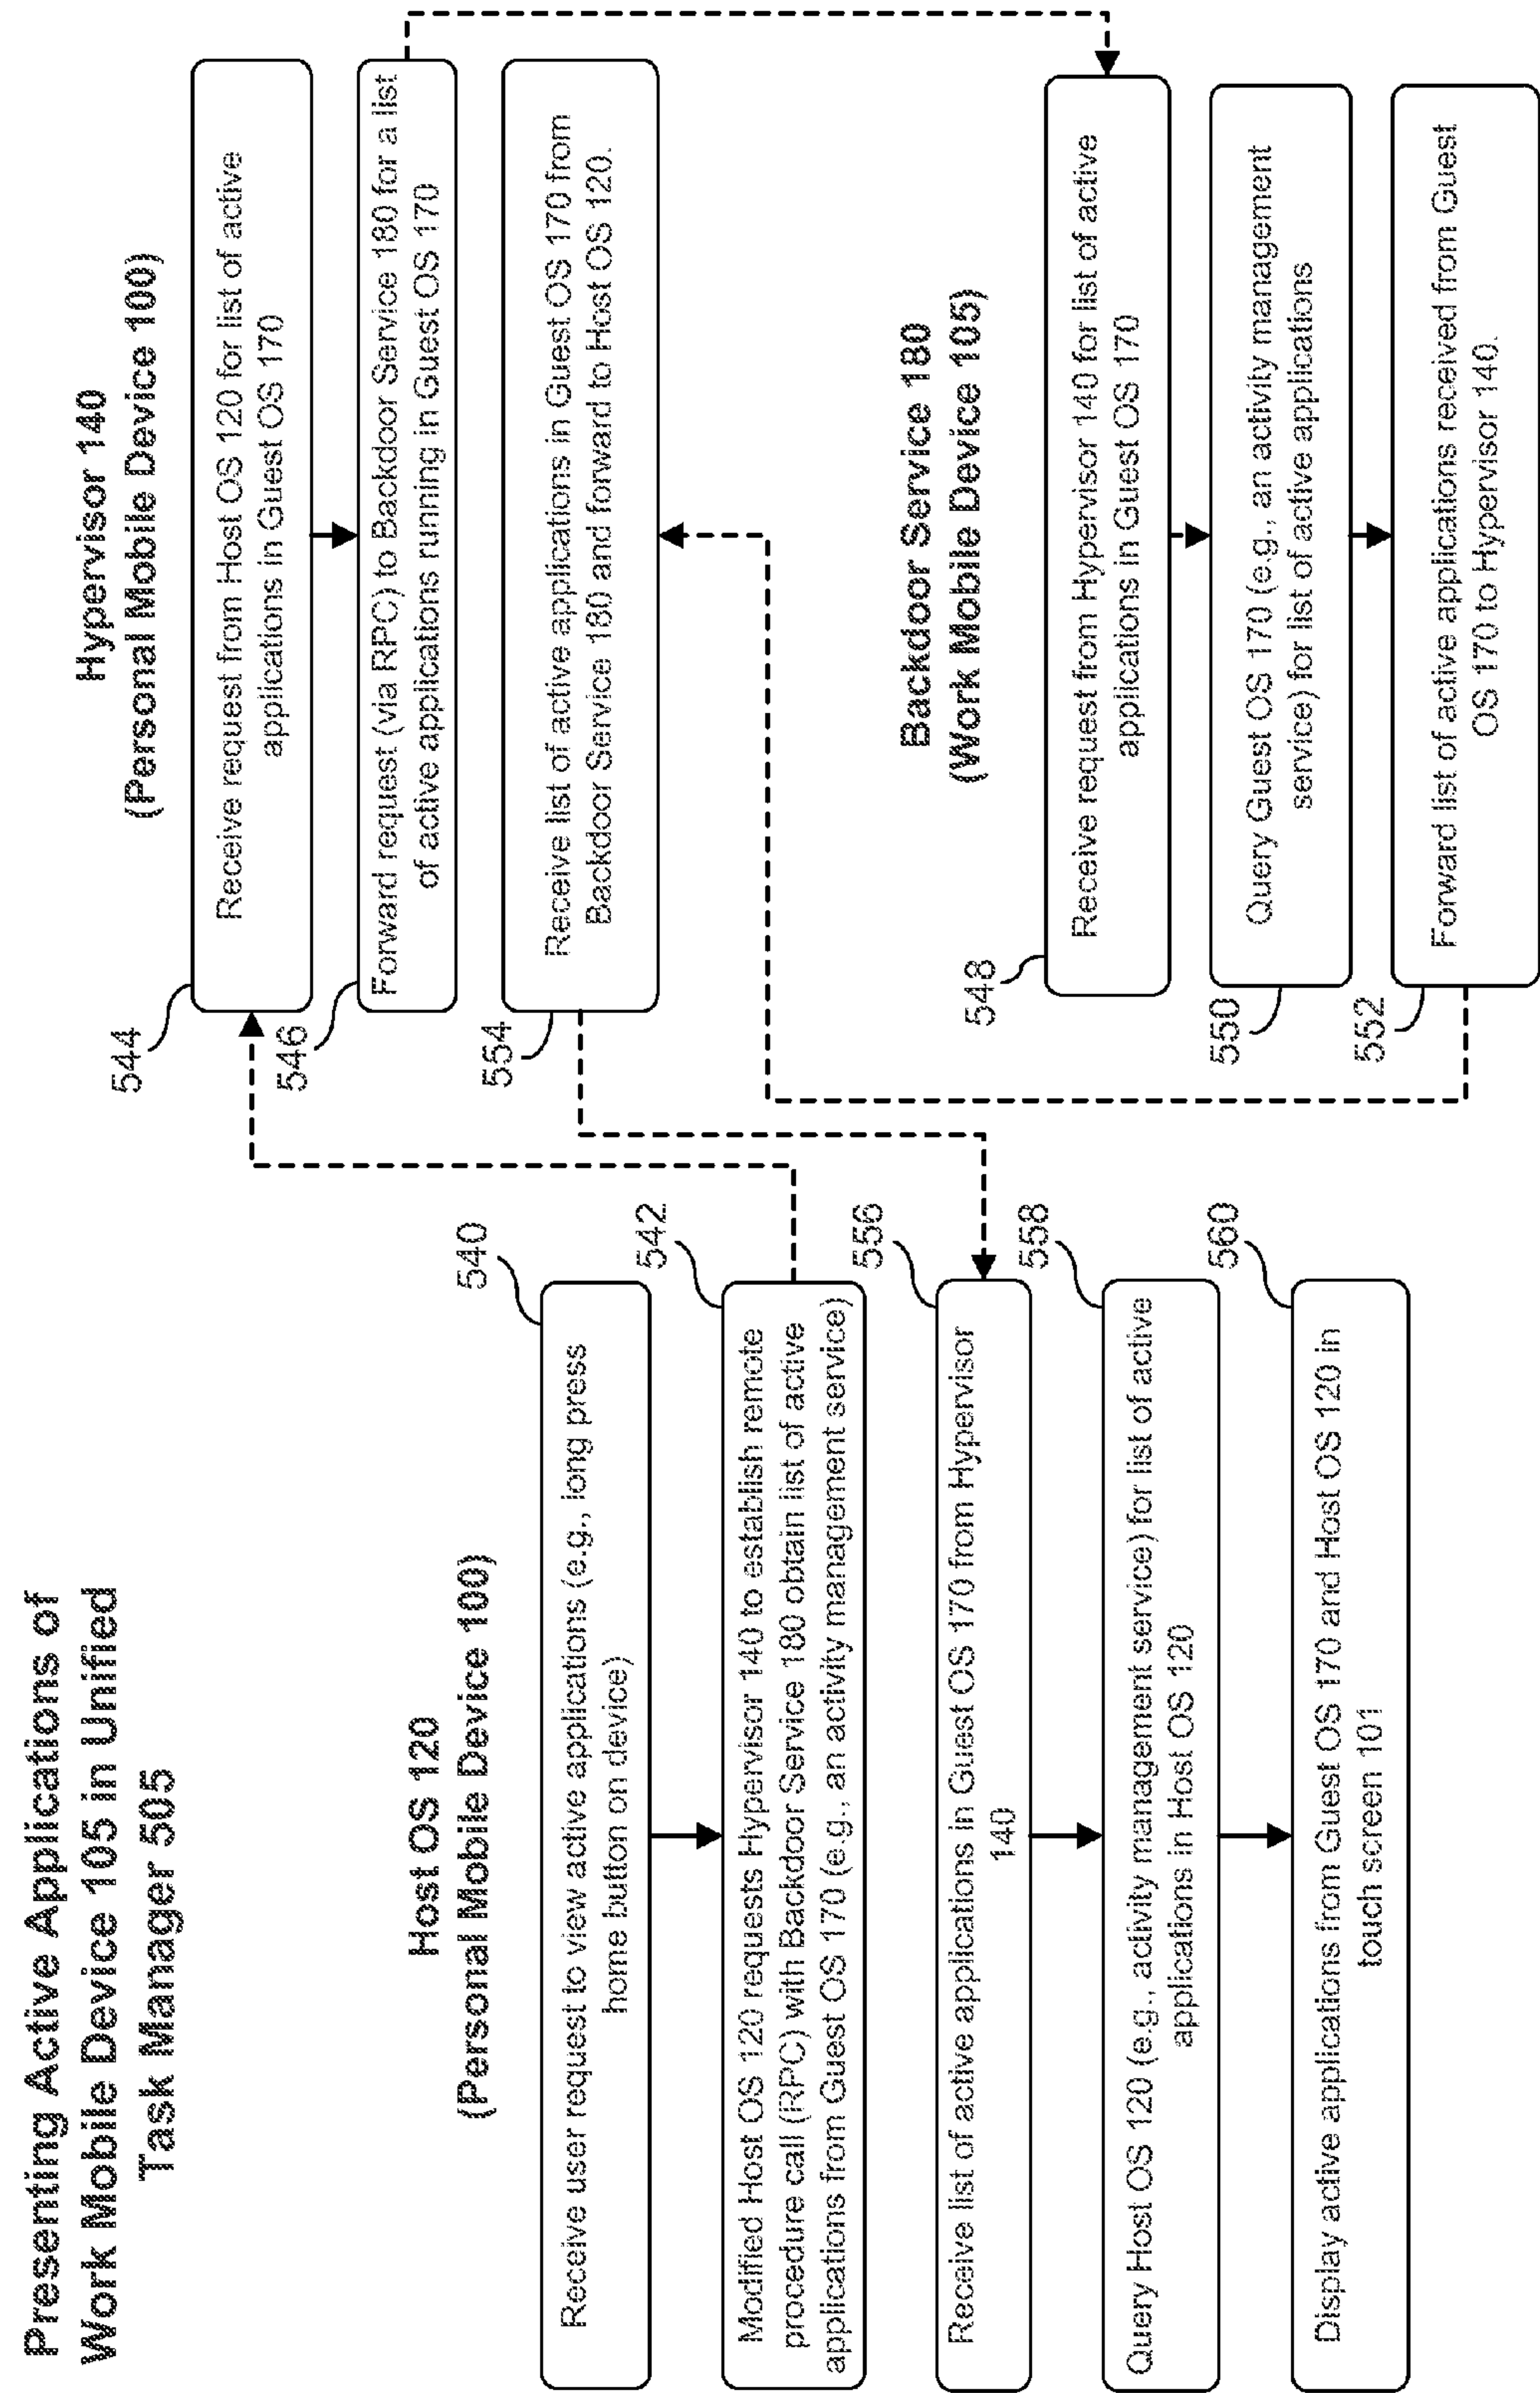 Presenting Active Applications of
Work Mobile Device 105 in Unified
Task Manager 505
Host OS 120
(Personal Mobile Device 100)
540
Receive user request to view active applications (e.g., long press
home button on device)
542
Modified Host OS 120 requests Hypervisor 140 to establish remote
procedure call (RPC) with Backdoor Service 180 obtain list of active
applications from Guest OS 170 (e.g., an activity management service)
556
Receive list of active applications in Guest OS 170 from Hypervisor
140
558
Query Host OS 120 (e.g., activity management service) for list of active
applications in Host OS 120
560
Display active applications from Guest OS 170 and Host OS 120 in
touch screen 101
Hypervisor 140
(Personal Mobile Device 100)
544
Receive request from Host OS 120 for list of active
applications in Guest OS 170
546
Forward request (via RPC) to Backdoor Service 180 for a list
of active applications running in Guest OS 170
554
Receive list of active applications in Guest OS 170 from
Backdoor Service 180 and forward to Host OS 120.
Backdoor Service 180
(Work Mobile Device 105)
548
Receive request from Hypervisor 140 for list of active
applications in Guest OS 170
550
Query Guest OS 170 (e.g., an activity management
service) for list of active applications
552
Forward list of active applications received from Guest
OS 170 to Hypervisor 140.